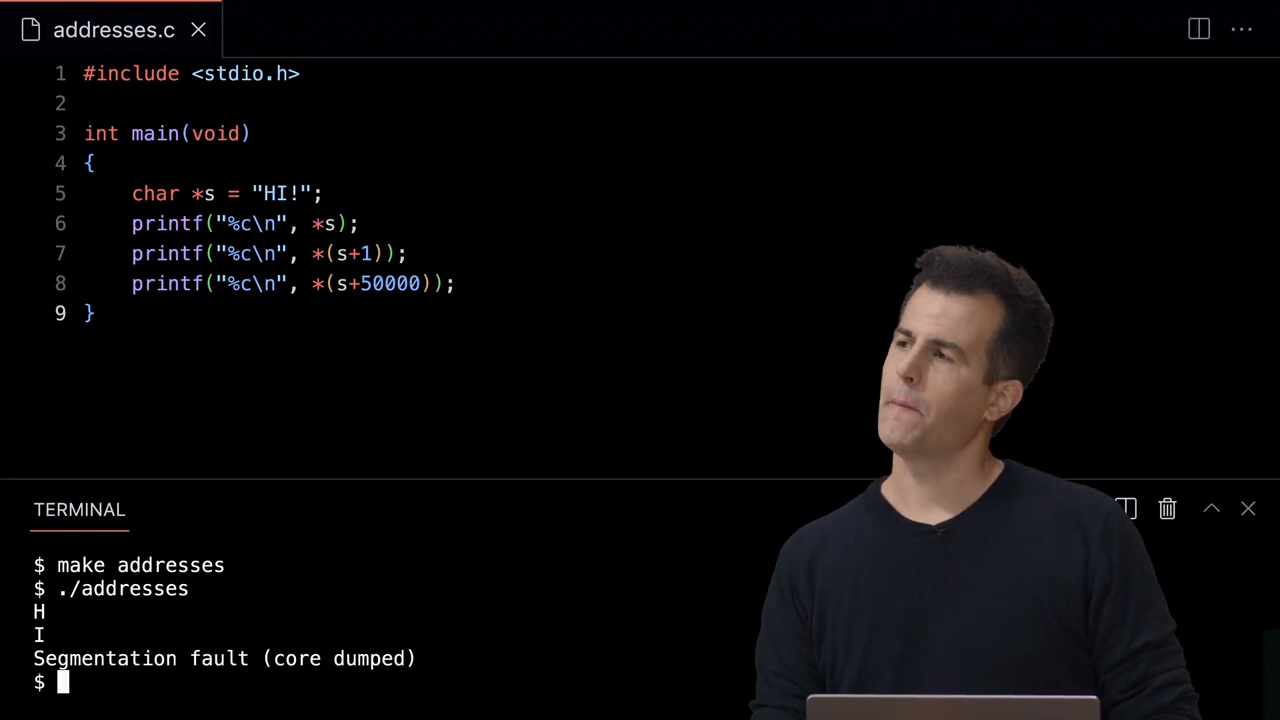 addresses.c
1 #include <stdio.h>
2
3 int main(void)
4 {
5     char *s = "HI!";
6     printf("%c\n", *s);
7     printf("%c\n", *(s+1));
8     printf("%c\n", *(s+50000));
9 }
TERMINAL
$ make addresses
$ ./addresses
H
I
Segmentation fault (core dumped)
$